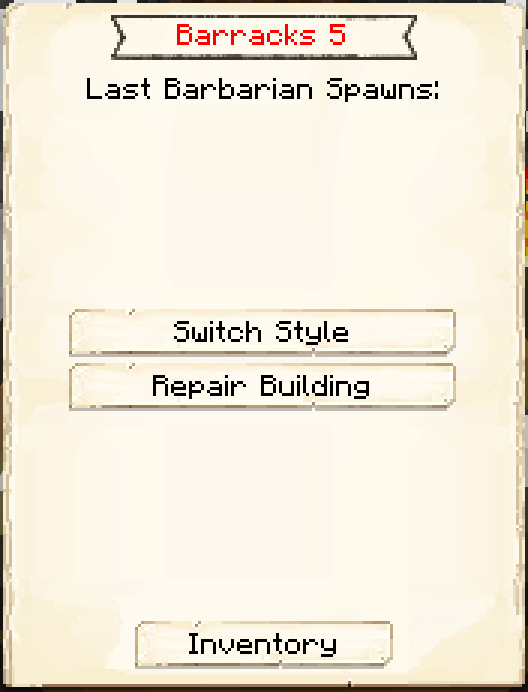 Barracks 5
Last Barbarian Spawns:
Switch Style
Repair Building
Inventory